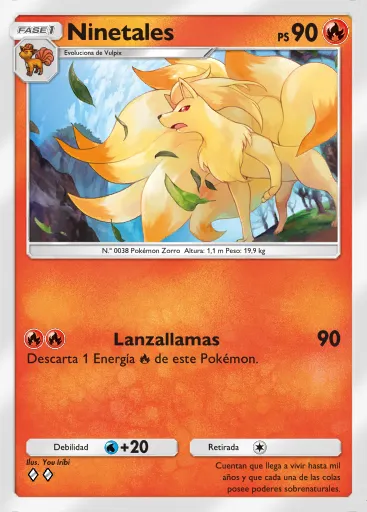 FASE 1
Ninetales
PS 90
Evoluciona de Vulpix
N.º 0038 Pokémon Zorro Altura: 1,1 m Peso: 19,9 kg
Lanzallamas 90
Descarta 1 Energía de este Pokémon.
Debilidad +20 Retirada
Ilus. You Iribi
Cuentan que llega a vivir hasta mil
años y que cada una de las colas
posee poderes sobrenaturales.